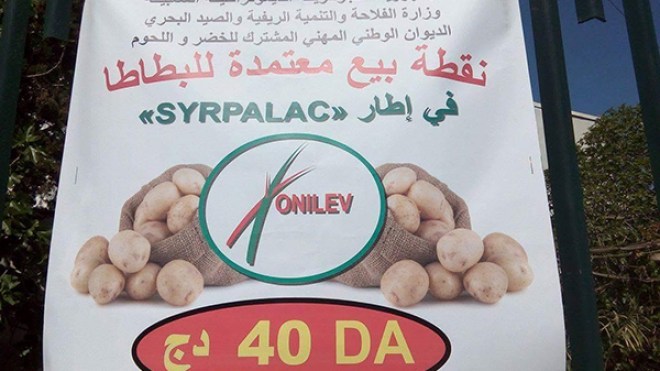 وزارة الفلاحة والتنمية الريفية والصيد البحري
الديوان الوطني المهني المشترك للخضر و اللحوم
نقطة بيع معتمدة للبطاطا
في إطار «SYRPALAC»
ONILEV
40 DA دج